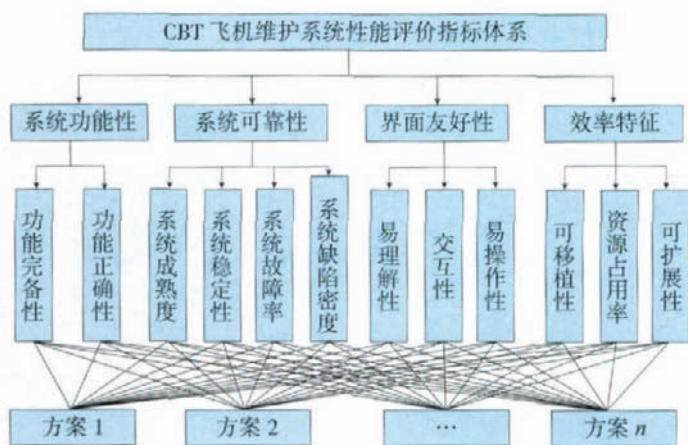 CBT 飞机维护系统性能评价指标体系
系统功能性
系统可靠性
界面友好性
效率特征
功能完备性
功能正确性
系统成熟度
系统稳定性
系统故障率
系统缺陷密度
易理解性
交互性
易操作性
可移植性
资源占用率
可扩展性
方案 1
方案 2
…
方案 n